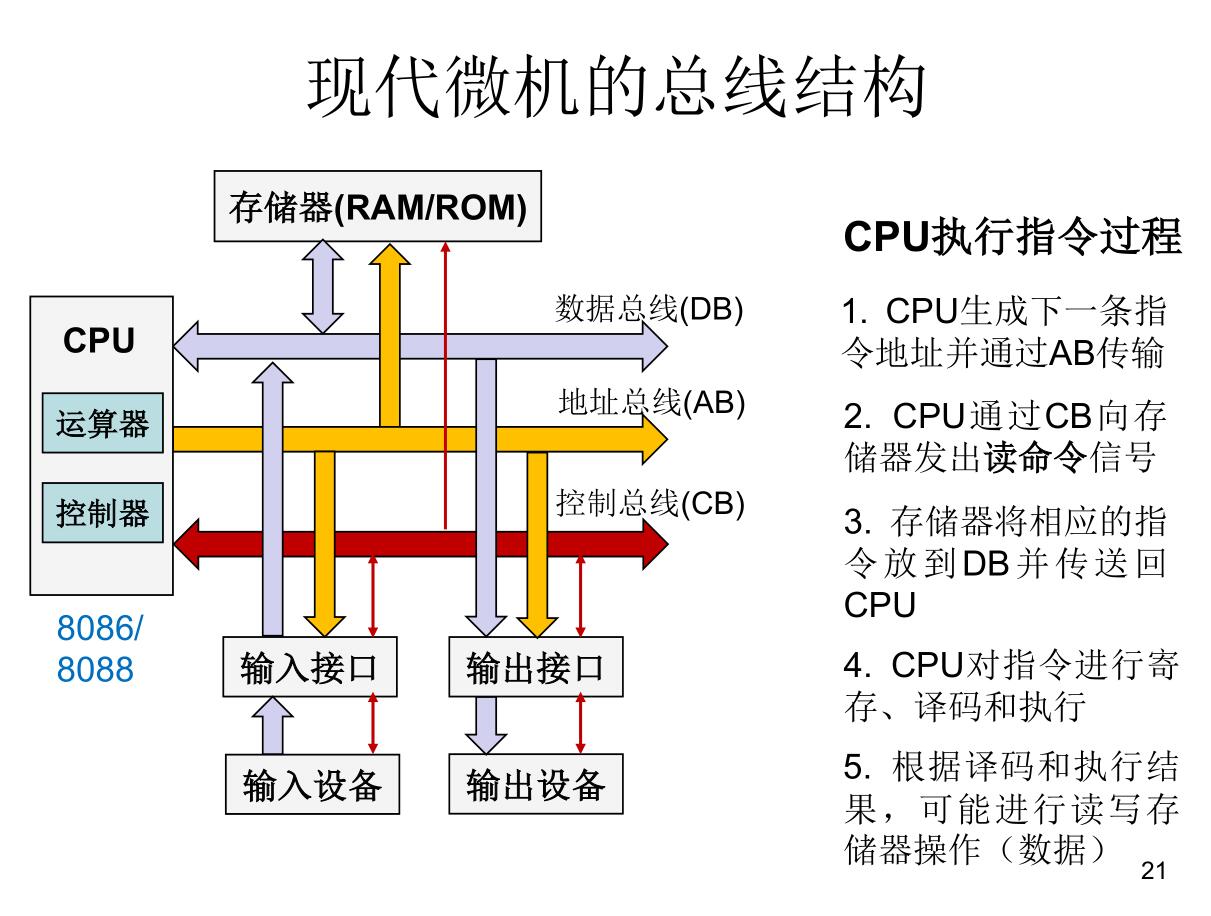 现代微机的总线结构
存储器(RAM/ROM)
CPU
运算器
控制器
8086/
8088
数据总线(DB)
地址总线(AB)
控制总线(CB)
输入接口
输出接口
输入设备
输出设备
CPU执行指令过程
1. CPU生成下一条指
令地址并通过AB传输
2. CPU通过CB向存
储器发出读命令信号
3. 存储器将相应的指
令放到DB并传送回
CPU
4. CPU对指令进行寄
存、译码和执行
5. 根据译码和执行结
果，可能进行读写存
储器操作（数据）
21